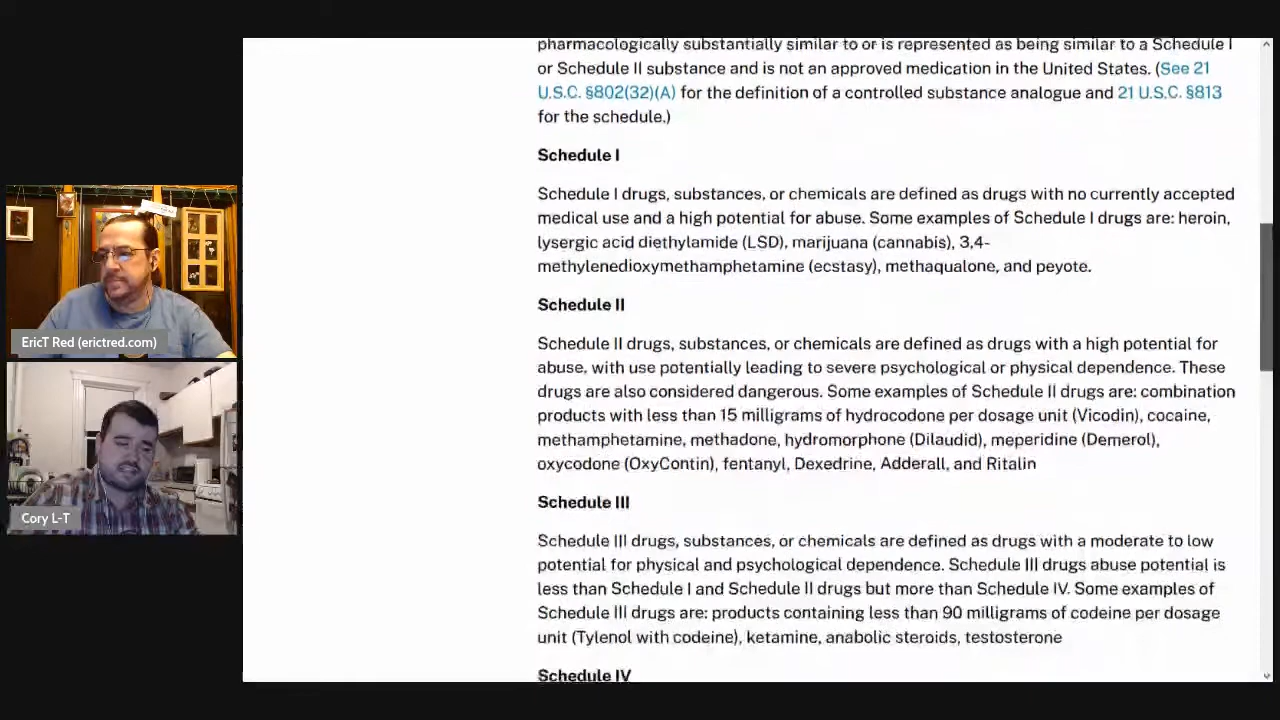 pharmacologically substantially similar to or is represented as being similar to a Schedule I
or Schedule II substance and is not an approved medication in the United States. (See 21
U.S.C. §802(32)(A) for the definition of a controlled substance analogue and 21 U.S.C. §813
for the schedule.)
Schedule I
Schedule I drugs, substances, or chemicals are defined as drugs with no currently accepted
medical use and a high potential for abuse. Some examples of Schedule I drugs are: heroin,
lysergic acid diethylamide (LSD), marijuana (cannabis), 3,4-
methylenedioxymethamphetamine (ecstasy), methaqualone, and peyote.
Schedule II
Schedule II drugs, substances, or chemicals are defined as drugs with a high potential for
abuse, with use potentially leading to severe psychological or physical dependence. These
drugs are also considered dangerous. Some examples of Schedule II drugs are: combination
products with less than 15 milligrams of hydrocodone per dosage unit (Vicodin), cocaine,
methamphetamine, methadone, hydromorphone (Dilaudid), meperidine (Demerol),
oxycodone (OxyContin), fentanyl, Dexedrine, Adderall, and Ritalin
Schedule III
Schedule III drugs, substances, or chemicals are defined as drugs with a moderate to low
potential for physical and psychological dependence. Schedule III drugs abuse potential is
less than Schedule I and Schedule II drugs but more than Schedule IV. Some examples of
Schedule III drugs are: products containing less than 90 milligrams of codeine per dosage
unit (Tylenol with codeine), ketamine, anabolic steroids, testosterone
Schedule IV
EricT Red (erictred.com)
Cory L-T